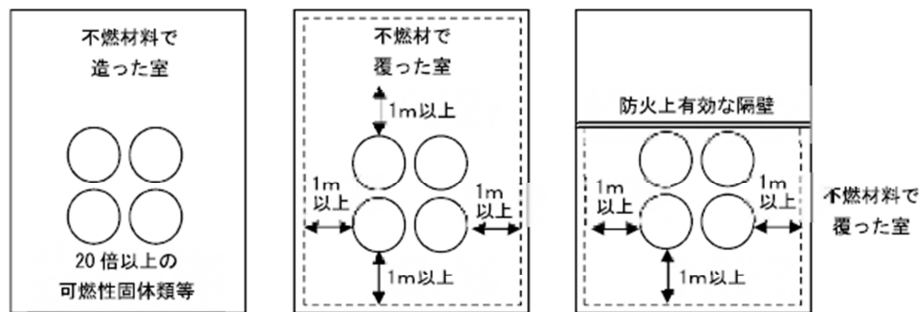 不燃材料で
造った室
20倍以上の
可燃性固体類等
不燃材で
覆った室
1m以上
1m
以上
1m
以上
1m以上
防火上有効な隔壁
1m
以上
1m
以上
1m以上
不燃材料で
覆った室